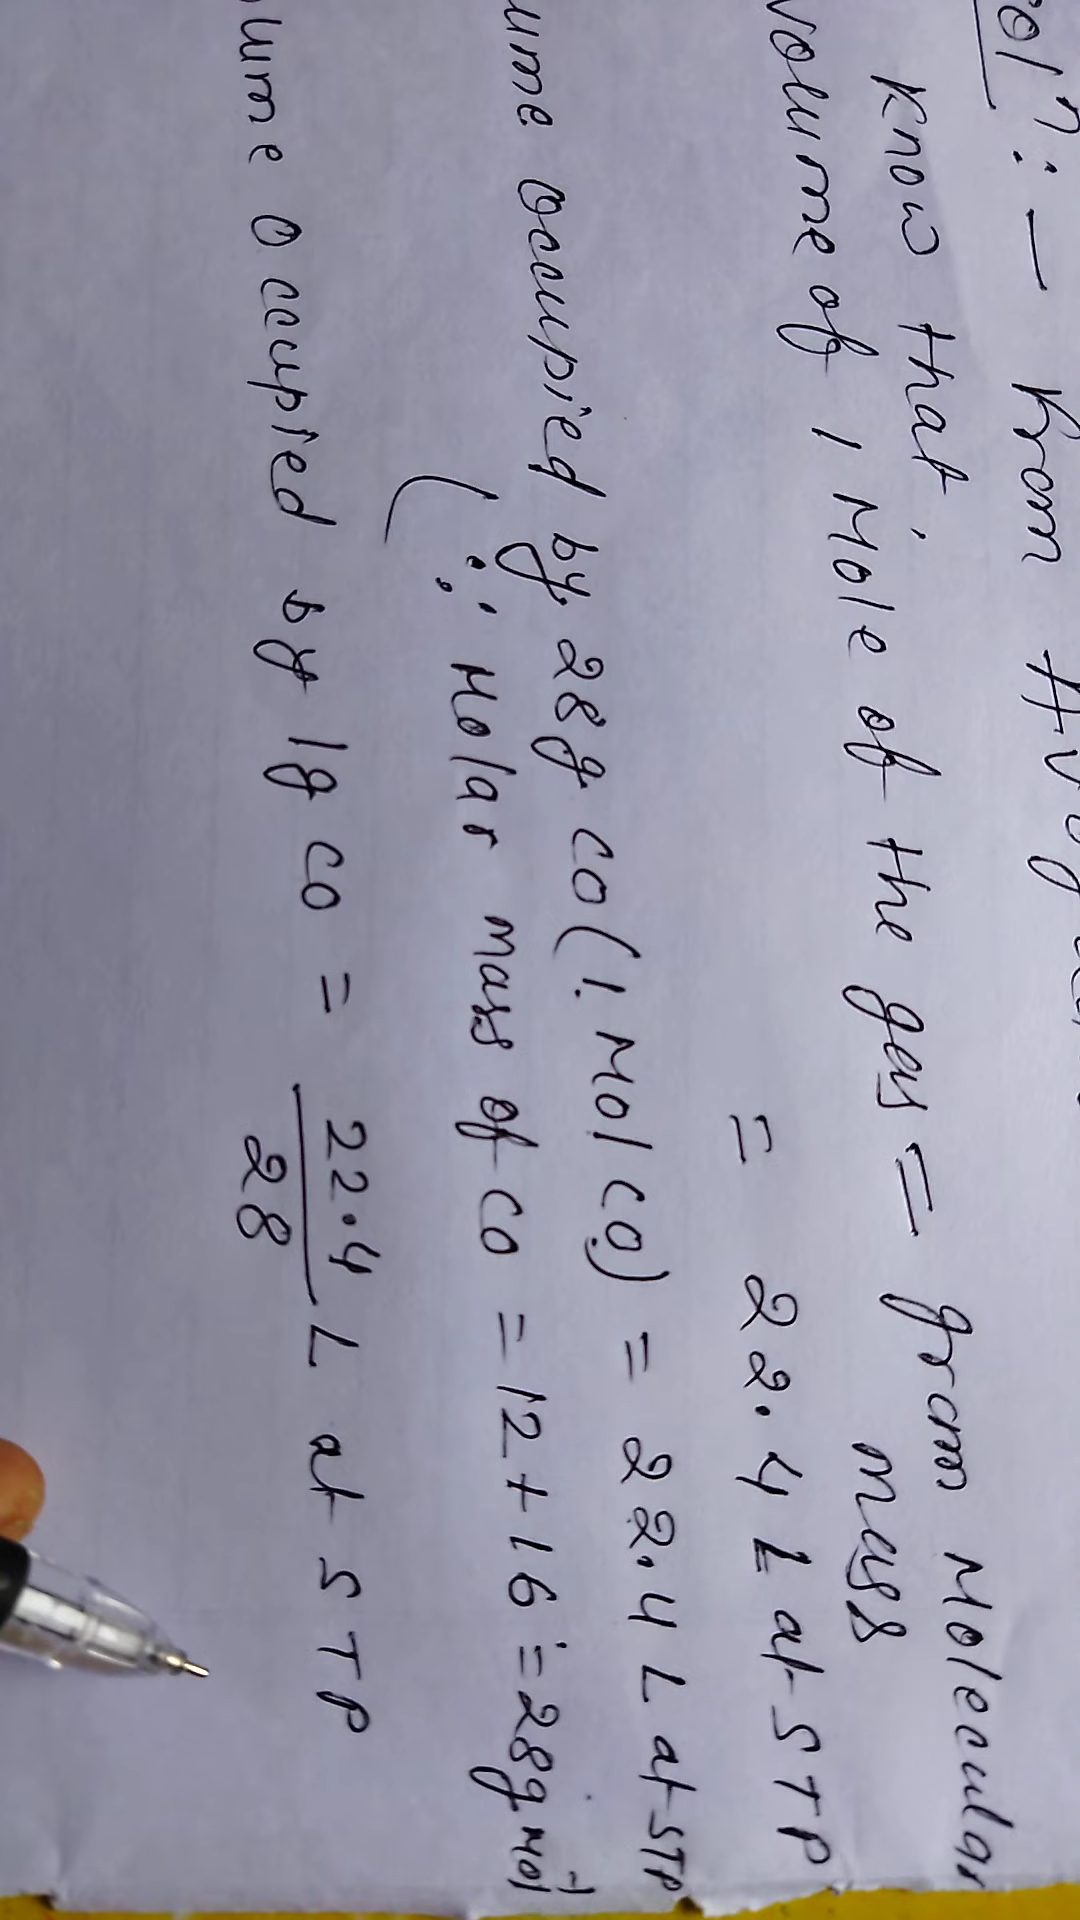 soln:- From Avog
know that, 
volume of 1 Mole of the gas = gram Molecular
mass
= 22.4 L at STP
ume occupied by 28g CO (1. Mol CO) = 22.4 L at STP
(∵ Molar mass of CO = 12 + 16 = 28g mol⁻¹
lume occupied by 1g CO = 22.4/28 L at STP